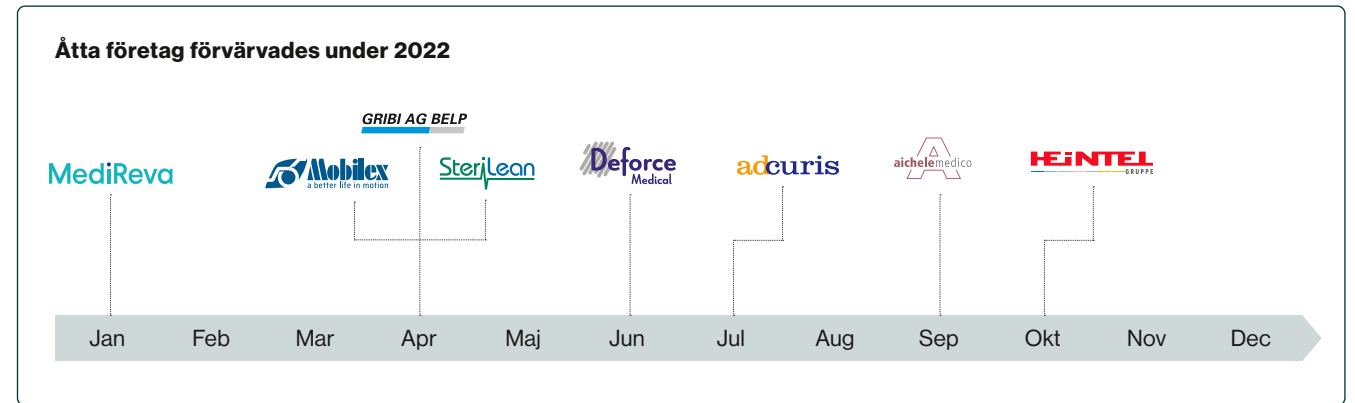 Åtta företag förvärvades under 2022
GRIBI AG BELP
MediReva
Mobilex
a better life in motion
SteriLean
Deforce
Medical
adcuris
aichelemedico
A
HEiNTEL
GRUPPE
Jan Feb Mar Apr Maj Jun Jul Aug Sep Okt Nov Dec